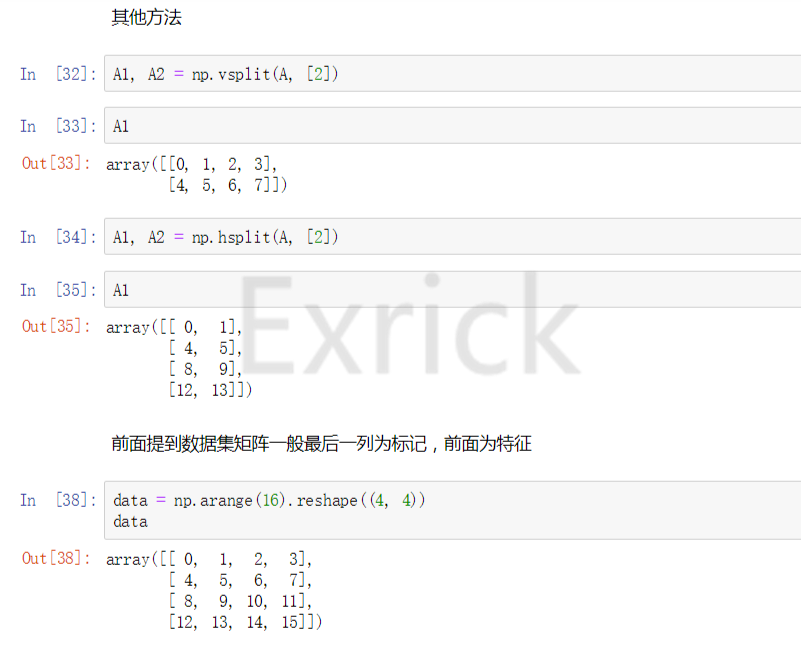 其他方法
In [32]: A1, A2 = np.vsplit(A, [2])
In [33]: A1
Out[33]: array([[0, 1, 2, 3],
[4, 5, 6, 7]])
In [34]: A1, A2 = np.hsplit(A, [2])
In [35]: A1
Out[35]: array([[ 0, 1],
[ 4, 5],
[ 8, 9],
[12, 13]])
Exrick
前面提到数据集矩阵一般最后一列为标记，前面为特征
In [38]: data = np.arange(16).reshape((4, 4))
data
Out[38]: array([[ 0, 1, 2, 3],
[ 4, 5, 6, 7],
[ 8, 9, 10, 11],
[12, 13, 14, 15]])